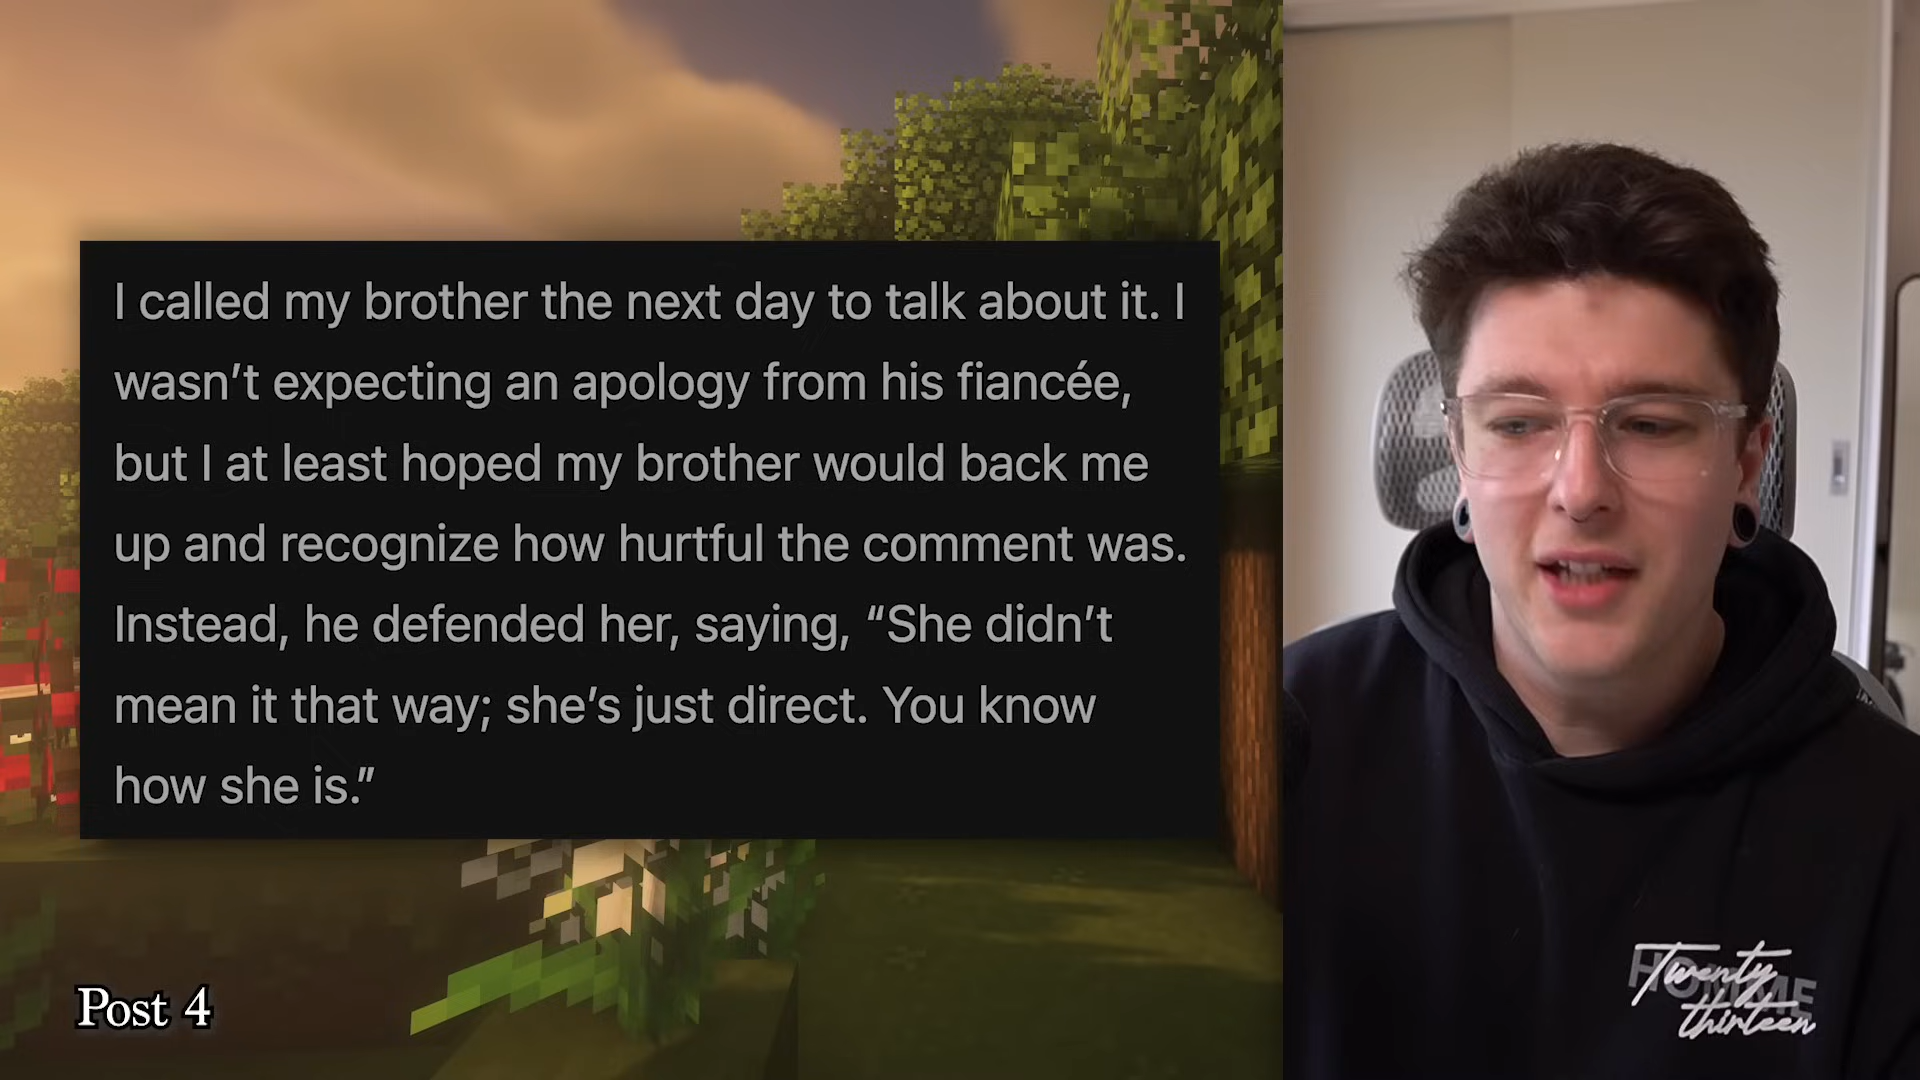 I called my brother the next day to talk about it. I
wasn’t expecting an apology from his fiancée,
but I at least hoped my brother would back me
up and recognize how hurtful the comment was.
Instead, he defended her, saying, “She didn’t
mean it that way; she’s just direct. You know
how she is.”
Post 4
HOMME
Twenty
thirteen